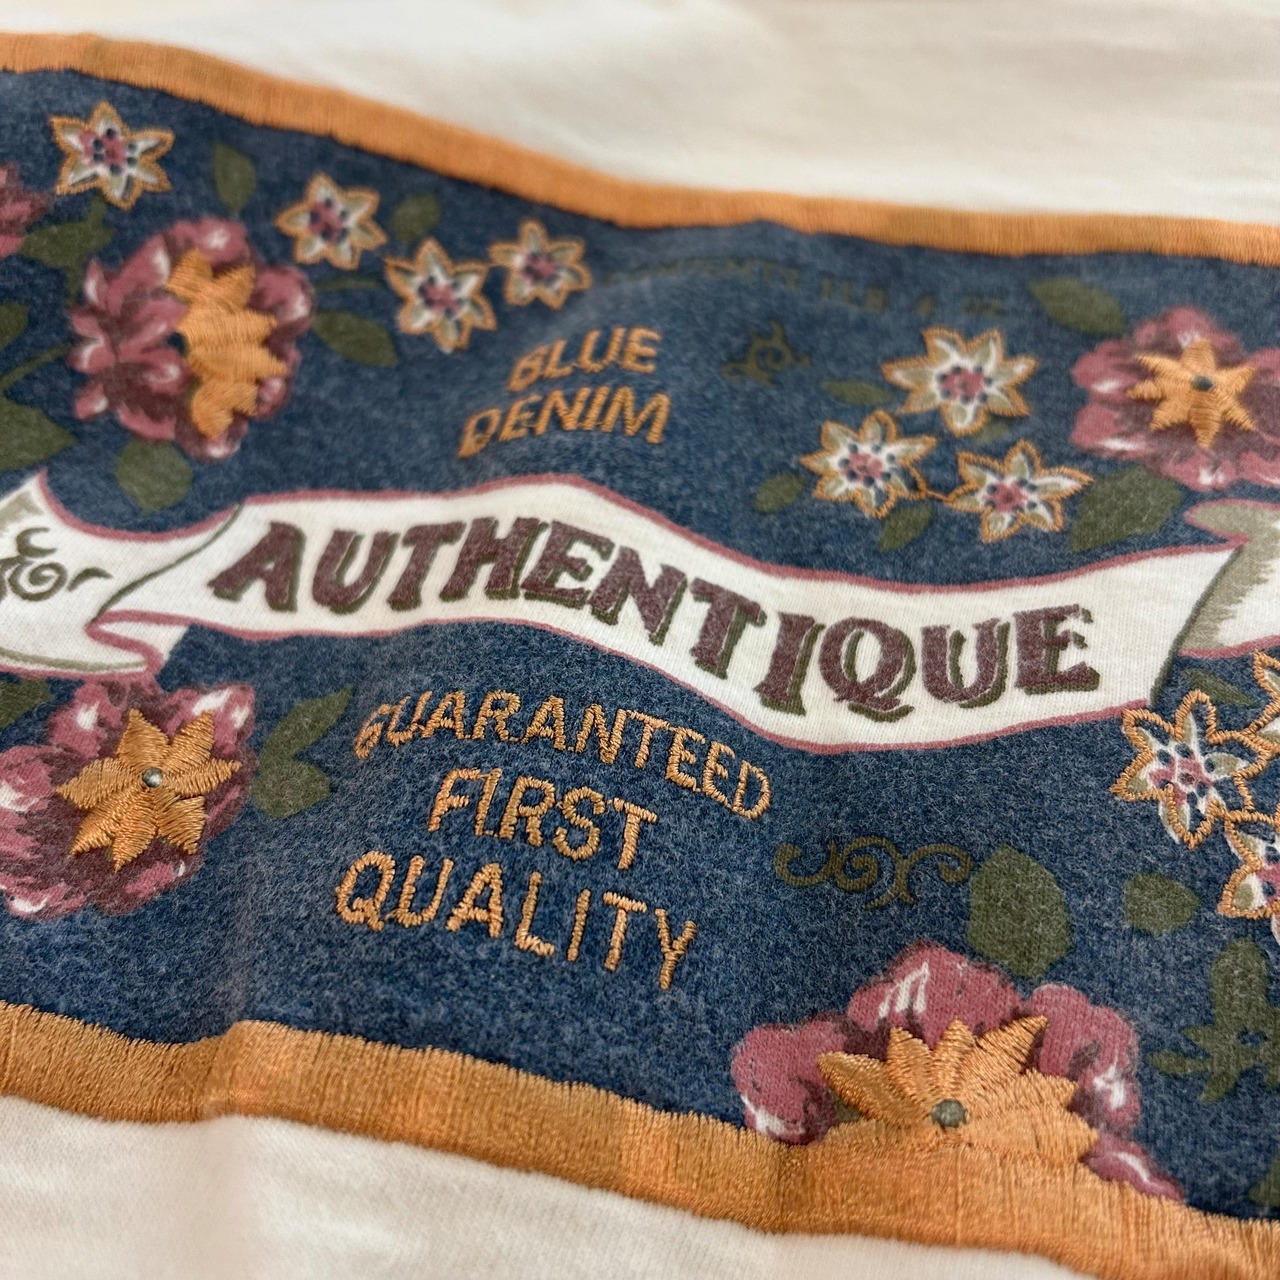 BLUE
DENIM
AUTHENTIQUE
GUARANTEED
FIRST
QUALITY